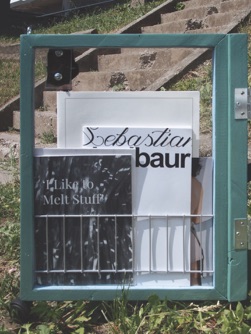 Sebastian
baur
"I Like to
Melt Stuff"